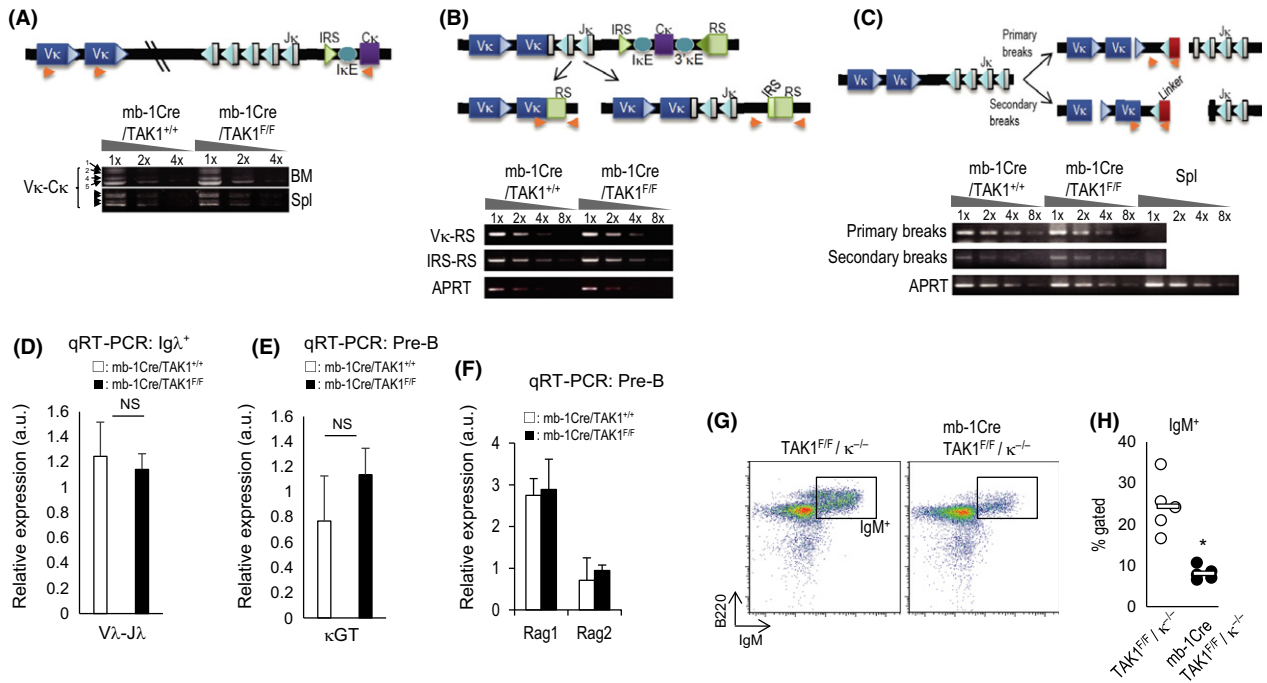 (A)
Vκ
Vκ
Jκ
IRS
Cκ
IκE
mb-1Cre
/TAK1+/+
mb-1Cre
/TAK1F/F
1x 2x 4x 1x 2x 4x
Vκ-Cκ
1
2
4
5
BM
Spl
(B)
Vκ
Vκ
Jκ
IRS
Cκ
RS
IκE
3'κE
Vκ
Vκ
RS
Vκ
Vκ
Jκ
IRS
RS
mb-1Cre
/TAK1+/+
mb-1Cre
/TAK1F/F
1x 2x 4x 8x 1x 2x 4x 8x
Vκ-RS
IRS-RS
APRT
(C)
Primary
breaks
Vκ
Vκ
Jκ
Vκ
Vκ
Jκ
Secondary
breaks
Linker
Vκ
Vκ
Jκ
mb-1Cre
/TAK1+/+
mb-1Cre
/TAK1F/F
Spl
1x 2x 4x 8x 1x 2x 4x 8x 1x 2x 4x 8x
Primary breaks
Secondary breaks
APRT
(D)
qRT-PCR: Igλ+
: mb-1Cre/TAK1+/+
: mb-1Cre/TAK1F/F
Relative expression (a.u.)
1.6
1.4
1.2
1
0.8
0.6
0.4
0.2
0
NS
Vλ-Jλ
(E)
qRT-PCR: Pre-B
: mb-1Cre/TAK1+/+
: mb-1Cre/TAK1F/F
Relative expression (a.u.)
1.6
1.4
1.2
1
0.8
0.6
0.4
0.2
0
NS
κGT
(F)
qRT-PCR: Pre-B
: mb-1Cre/TAK1+/+
: mb-1Cre/TAK1F/F
Relative expression (a.u.)
4
3
2
1
0
Rag1
Rag2
(G)
TAK1F/F / κ−/−
mb-1Cre
TAK1F/F / κ−/−
IgM+
B220
IgM
(H)
IgM+
% gated
40
30
20
10
0
*
TAK1F/F / κ−/−
mb-1Cre
TAK1F/F / κ−/−